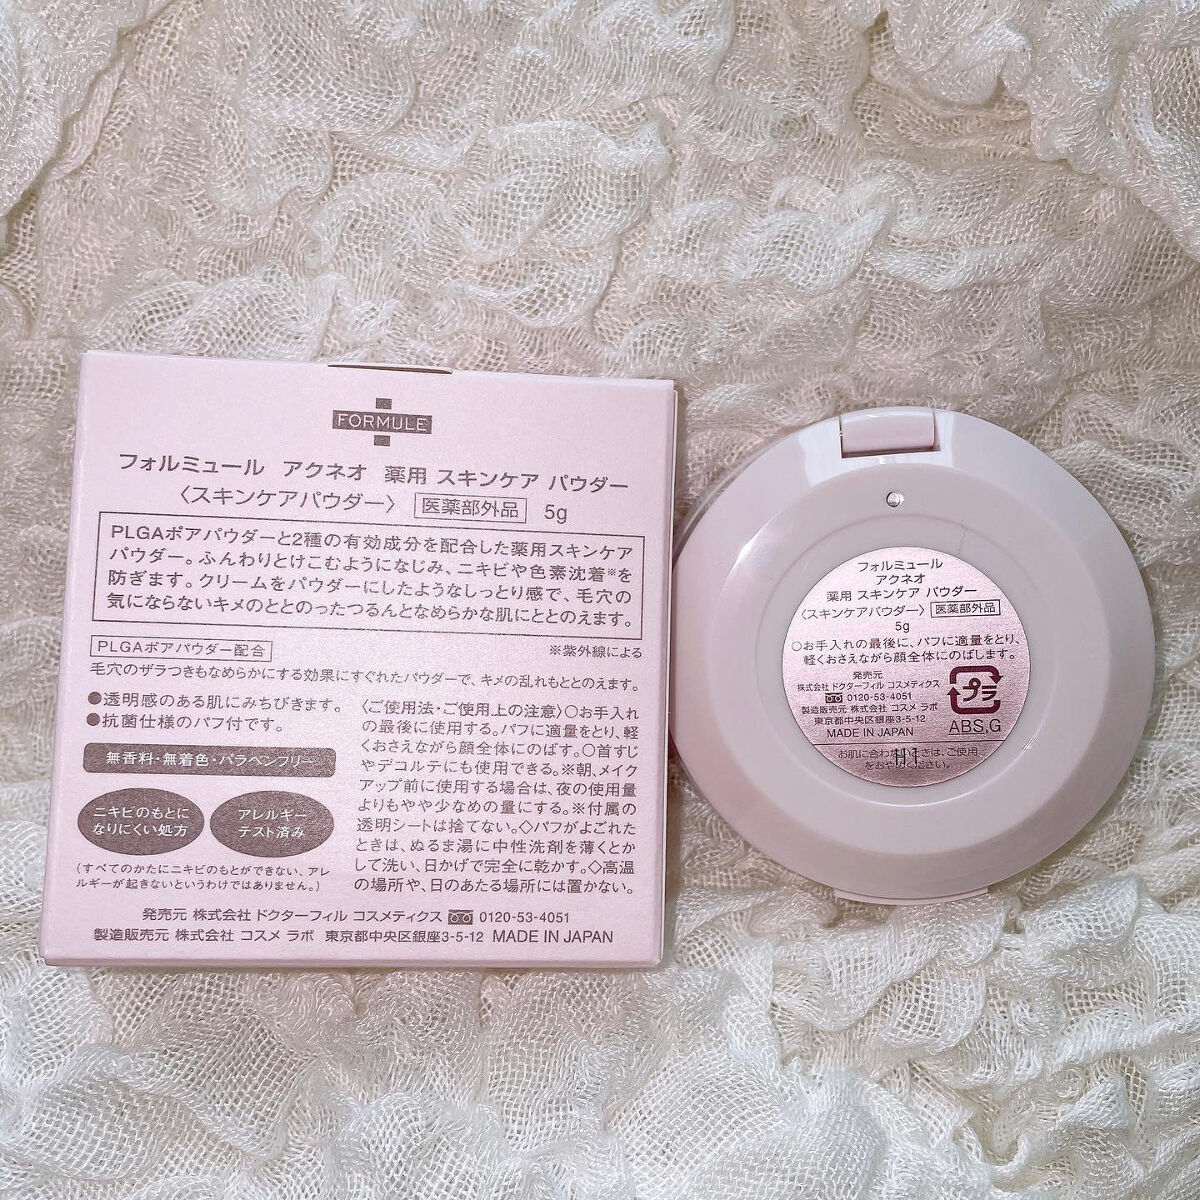 FORMULE
フォルミュール アクネオ 薬用 スキンケア パウダー
〈スキンケアパウダー〉 医薬部外品 5g
PLGAポアパウダーと2種の有効成分を配合した薬用スキンケア
パウダー。ふんわりとけこむようになじみ、ニキビや色素沈着※を
防ぎます。クリームをパウダーにしたようなしっとり感で、毛穴の
気にならないキメのととのったつるんとなめらかな肌にととのえます。
※紫外線による
PLGAポアパウダー配合
毛穴のザラつきもなめらかにする効果にすぐれたパウダーで、キメの乱れもととのえます。
●透明感のある肌にみちびきます。
●抗菌仕様のパフ付です。
無香料・無着色・パラベンフリー
ニキビのもとに
なりにくい処方
アレルギー
テスト済み
(すべてのかたにニキビのもとができない、アレ
ルギーが起きないというわけではありません。)
〈ご使用法・ご使用上の注意〉○お手入れ
の最後に使用する。パフに適量をとり、軽
くおさえながら顔全体にのばす。○首すじ
やデコルテにも使用できる。※朝、メイク
アップ前に使用する場合は、夜の使用量
よりもやや少なめの量にする。※付属の
透明シートは捨てない。◇パフがよごれた
ときは、ぬるま湯に中性洗剤を薄くとか
して洗い、日かげで完全に乾かす。◇高温
の場所や、日のあたる場所には置かない。
発売元 株式会社 ドクターフィル コスメティクス 0120-53-4051
製造販売元 株式会社 コスメ ラボ 東京都中央区銀座3-5-12 MADE IN JAPAN
フォルミュール
アクネオ
薬用 スキンケア パウダー
〈スキンケアパウダー〉 医薬部外品
5g
○お手入れの最後に、パフに適量をとり、
軽くおさえながら顔全体にのばします。
発売元
株式会社 ドクターフィル コスメティクス
0120-53-4051
製造販売元 株式会社 コスメ ラボ
東京都中央区銀座3-5-12
MADE IN JAPAN
プラ
ABS,G
お肌に合わないときは、ご使用
をおやめください。